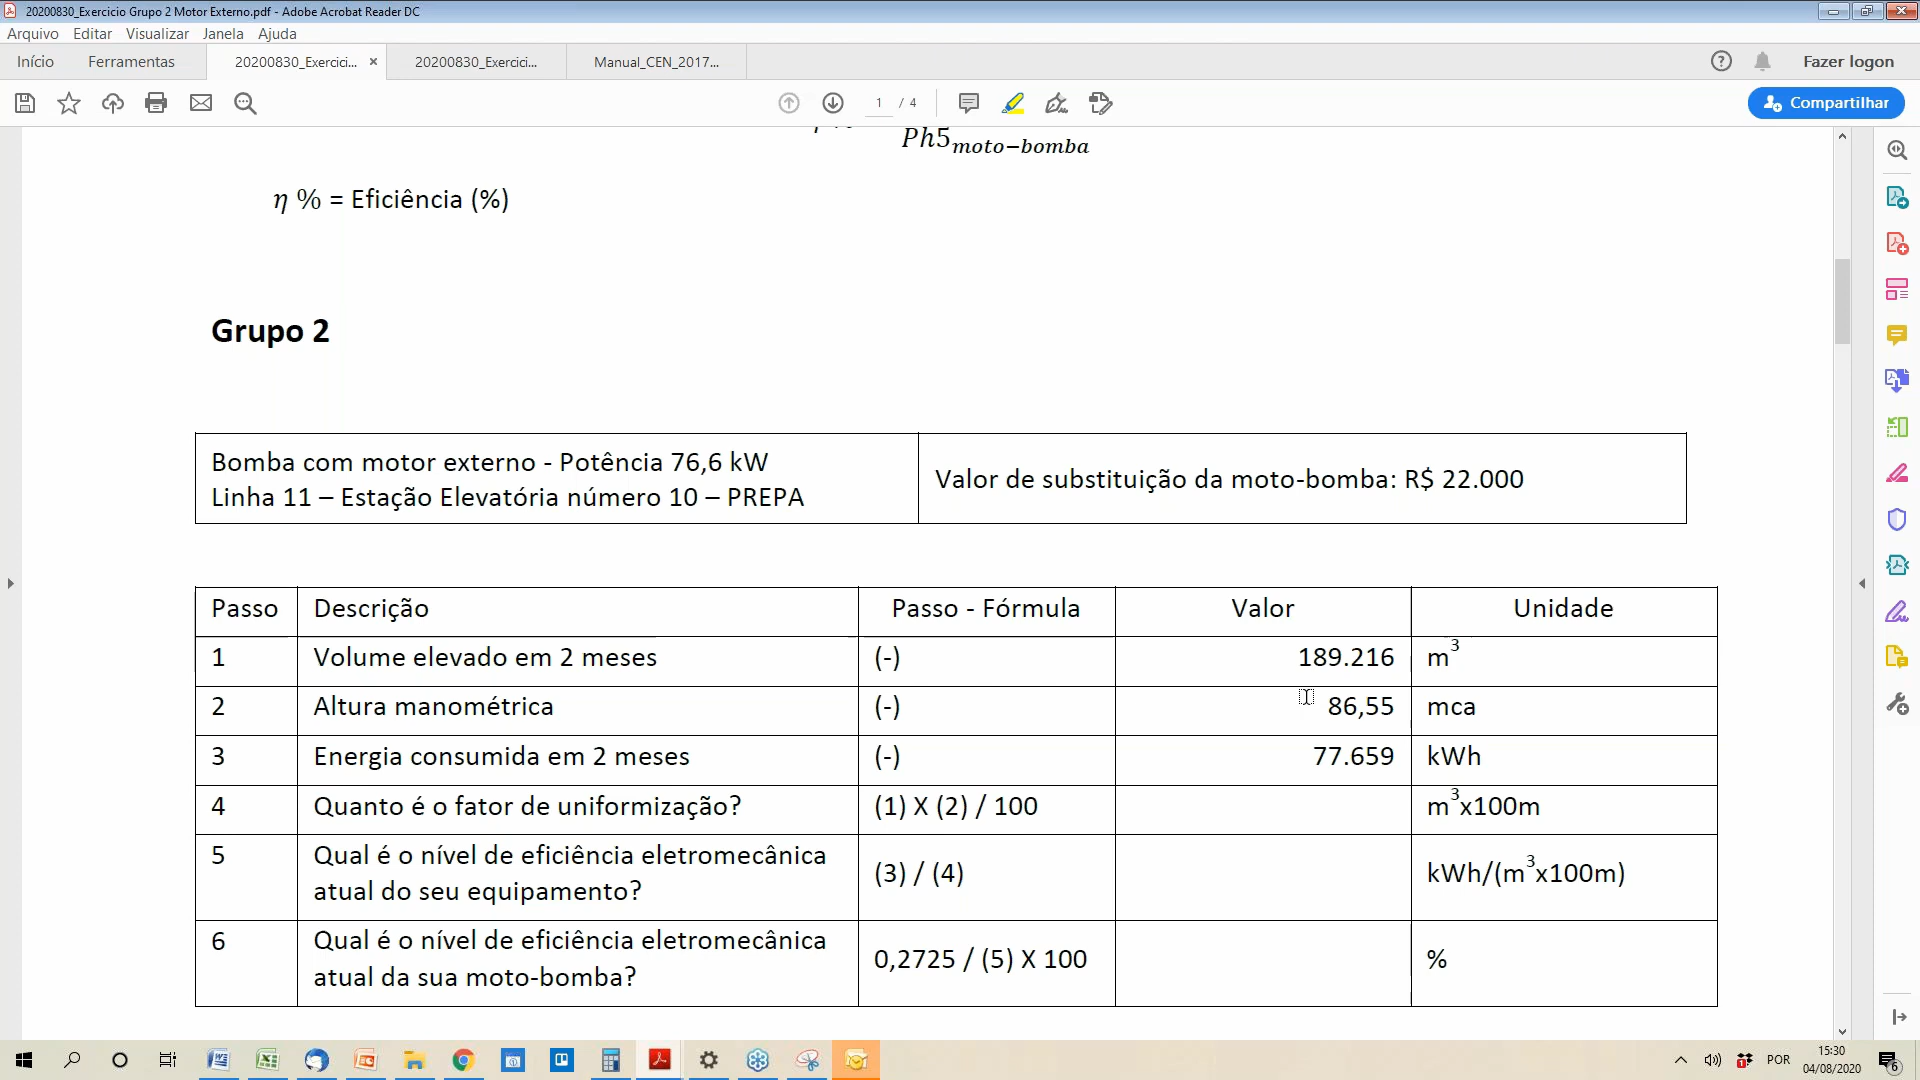 20200830_Exercicio Grupo 2 Motor Externo.pdf - Adobe Acrobat Reader DC
Arquivo Editar Visualizar Janela Ajuda
Início Ferramentas 20200830_Exercici... × 20200830_Exercici... Manual_CEN_2017... Fazer logon
1 / 4 Compartilhar
Ph5moto−bomba
η % = Eficiência (%)
Grupo 2
Bomba com motor externo - Potência 76,6 kW
Linha 11 – Estação Elevatória número 10 – PREPA
Valor de substituição da moto-bomba: R$ 22.000
Passo Descrição Passo - Fórmula Valor Unidade
1 Volume elevado em 2 meses (-) 189.216 m³
2 Altura manométrica (-) 86,55 mca
3 Energia consumida em 2 meses (-) 77.659 kWh
4 Quanto é o fator de uniformização? (1) X (2) / 100 m³x100m
5 Qual é o nível de eficiência eletromecânica
atual do seu equipamento? (3) / (4) kWh/(m³x100m)
6 Qual é o nível de eficiência eletromecânica
atual da sua moto-bomba? 0,2725 / (5) X 100 %
POR 15:30
04/08/2020 6